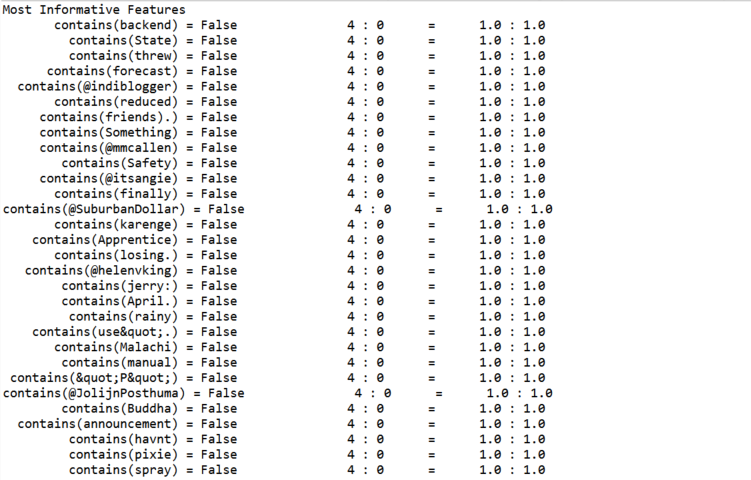 Most Informative Features
contains(backend) = False 4 : 0 = 1.0 : 1.0
contains(State) = False 4 : 0 = 1.0 : 1.0
contains(threw) = False 4 : 0 = 1.0 : 1.0
contains(forecast) = False 4 : 0 = 1.0 : 1.0
contains(@indiblogger) = False 4 : 0 = 1.0 : 1.0
contains(reduced) = False 4 : 0 = 1.0 : 1.0
contains(friends).) = False 4 : 0 = 1.0 : 1.0
contains(Something) = False 4 : 0 = 1.0 : 1.0
contains(@mmcallen) = False 4 : 0 = 1.0 : 1.0
contains(Safety) = False 4 : 0 = 1.0 : 1.0
contains(@itsangie) = False 4 : 0 = 1.0 : 1.0
contains(finally) = False 4 : 0 = 1.0 : 1.0
contains(@SuburbanDollar) = False 4 : 0 = 1.0 : 1.0
contains(karenge) = False 4 : 0 = 1.0 : 1.0
contains(Apprentice) = False 4 : 0 = 1.0 : 1.0
contains(losing.) = False 4 : 0 = 1.0 : 1.0
contains(@helenvking) = False 4 : 0 = 1.0 : 1.0
contains(jerry:) = False 4 : 0 = 1.0 : 1.0
contains(April.) = False 4 : 0 = 1.0 : 1.0
contains(rainy) = False 4 : 0 = 1.0 : 1.0
contains(use&quot;.) = False 4 : 0 = 1.0 : 1.0
contains(Malachi) = False 4 : 0 = 1.0 : 1.0
contains(manual) = False 4 : 0 = 1.0 : 1.0
contains(&quot;P&quot;) = False 4 : 0 = 1.0 : 1.0
contains(@JolijnPosthuma) = False 4 : 0 = 1.0 : 1.0
contains(Buddha) = False 4 : 0 = 1.0 : 1.0
contains(announcement) = False 4 : 0 = 1.0 : 1.0
contains(havnt) = False 4 : 0 = 1.0 : 1.0
contains(pixie) = False 4 : 0 = 1.0 : 1.0
contains(spray) = False 4 : 0 = 1.0 : 1.0